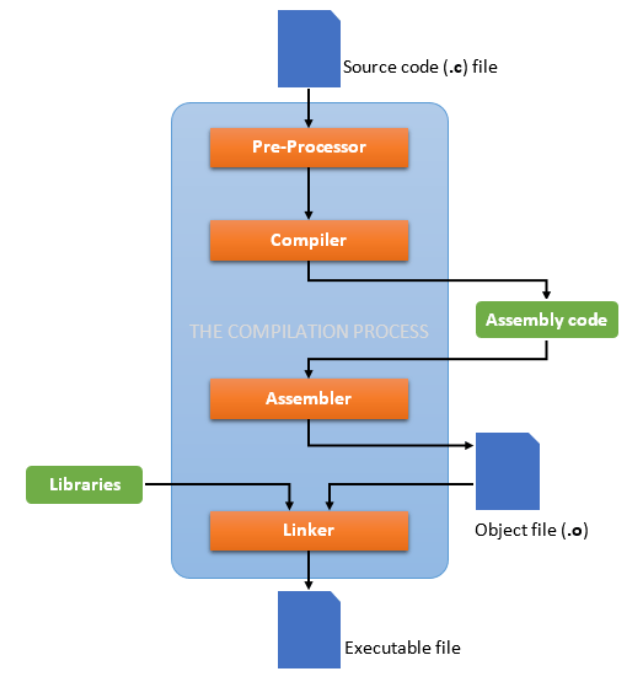 Source code (.c) file
Pre-Processor
Compiler
Assembly code
THE COMPILATION PROCESS
Assembler
Libraries
Linker
Object file (.o)
Executable file